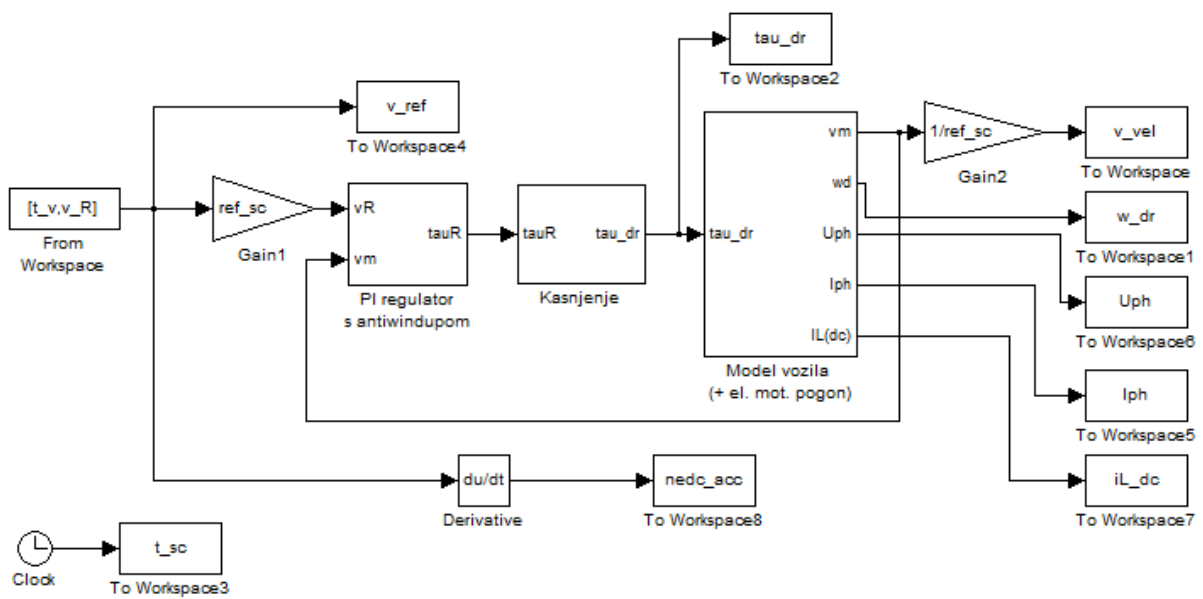 tau_dr
To Workspace2
v_ref
To Workspace4
[t_v,v_R]
From
Workspace
ref_sc
Gain1
vR
vm
tauR
PI regulator
s antiwindupom
tauR
tau_dr
Kasnjenje
tau_dr
vm
wd
Uph
Iph
IL(dc)
Model vozila
(+ el. mot. pogon)
1/ref_sc
Gain2
v_vel
To Workspace
w_dr
To Workspace1
Uph
To Workspace6
Iph
To Workspace5
iL_dc
To Workspace7
du/dt
Derivative
nedc_acc
To Workspace8
Clock
t_sc
To Workspace3